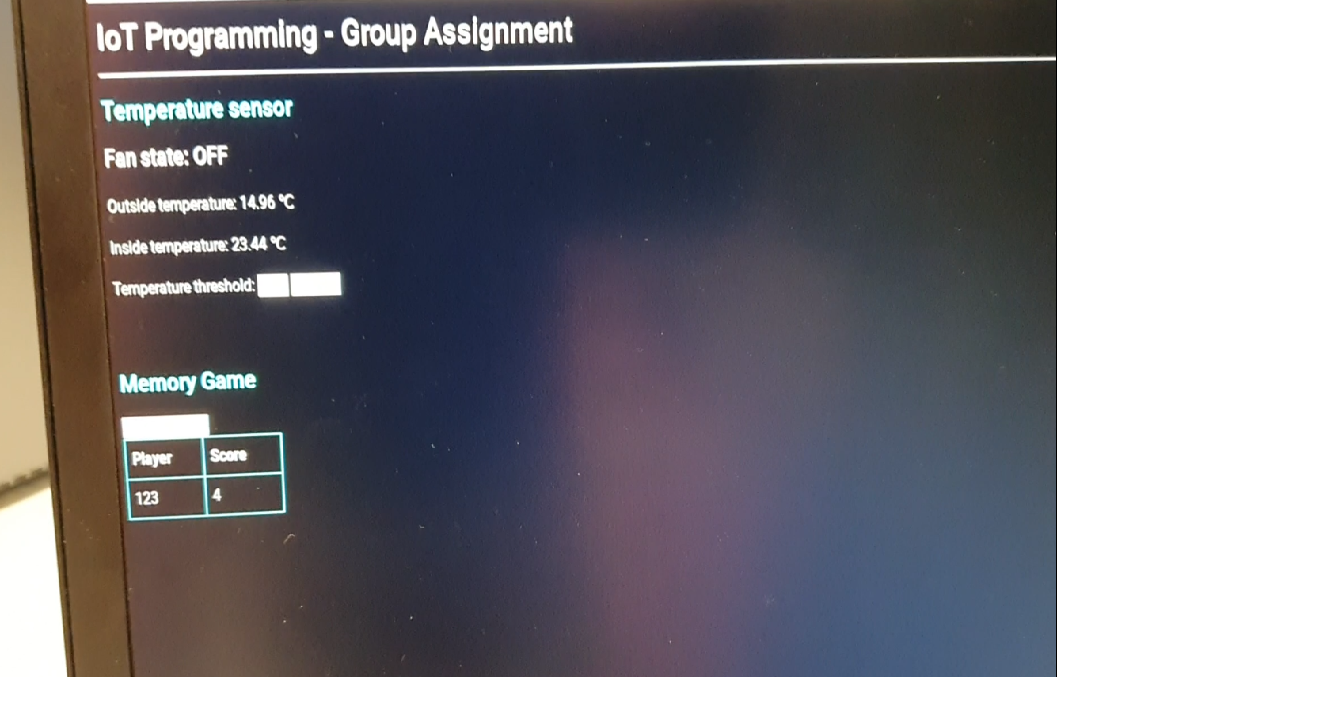 IoT Programming - Group Assignment
Temperature sensor
Fan state: OFF
Outside temperature: 14.96 °C
Inside temperature: 23.44 °C
Temperature threshold:
Memory Game
Player Score
123 4